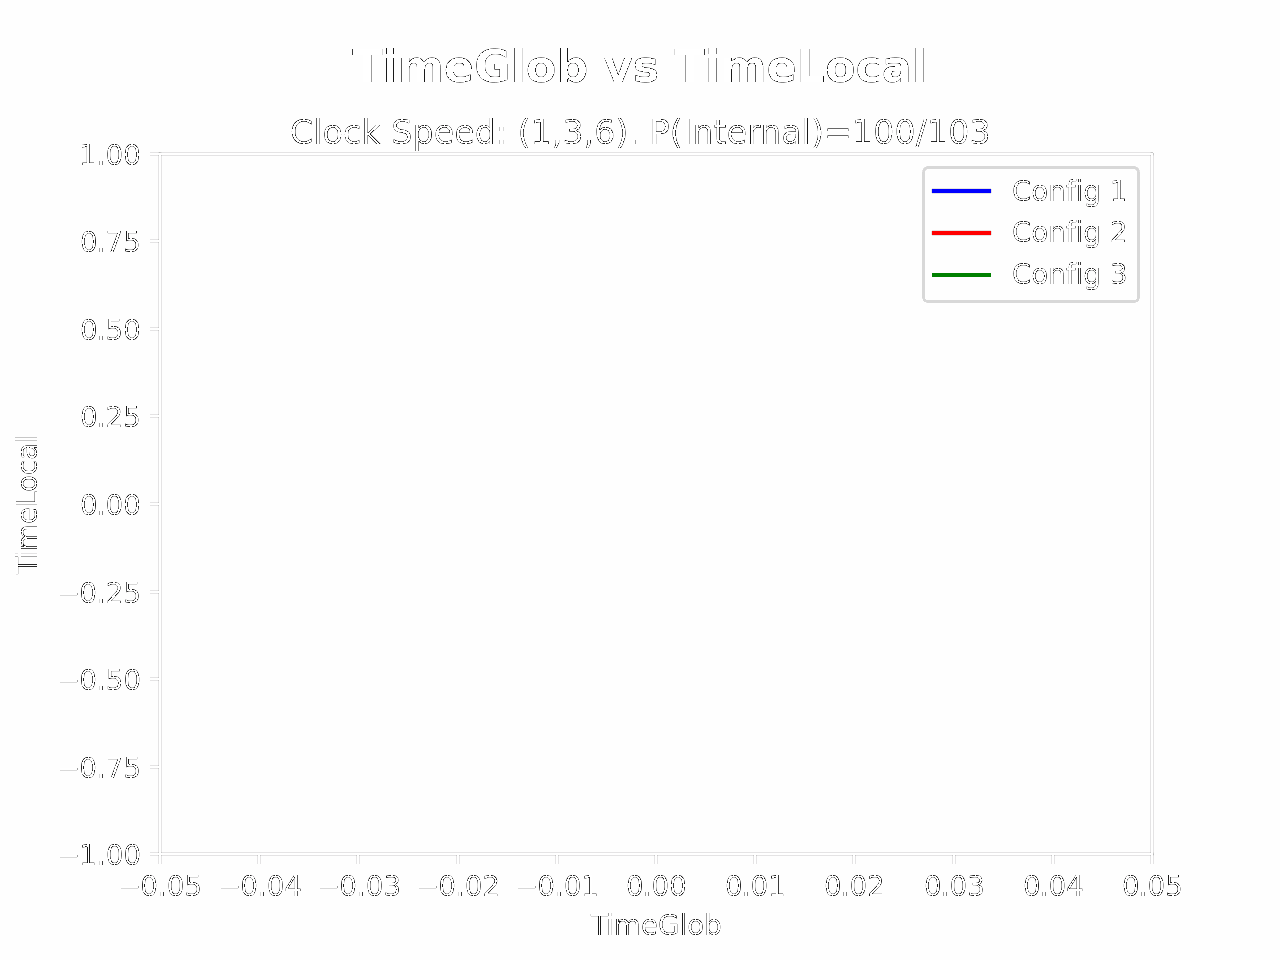 TimeGlob vs TimeLocal
Clock Speed: (1,3,6). P(Internal)=100/103
1.00
0.75
0.50
0.25
0.00
−0.25
−0.50
−0.75
−1.00
TimeLocal
Config 1
Config 2
Config 3
−0.05 −0.04 −0.03 −0.02 −0.01 0.00 0.01 0.02 0.03 0.04 0.05
TimeGlob